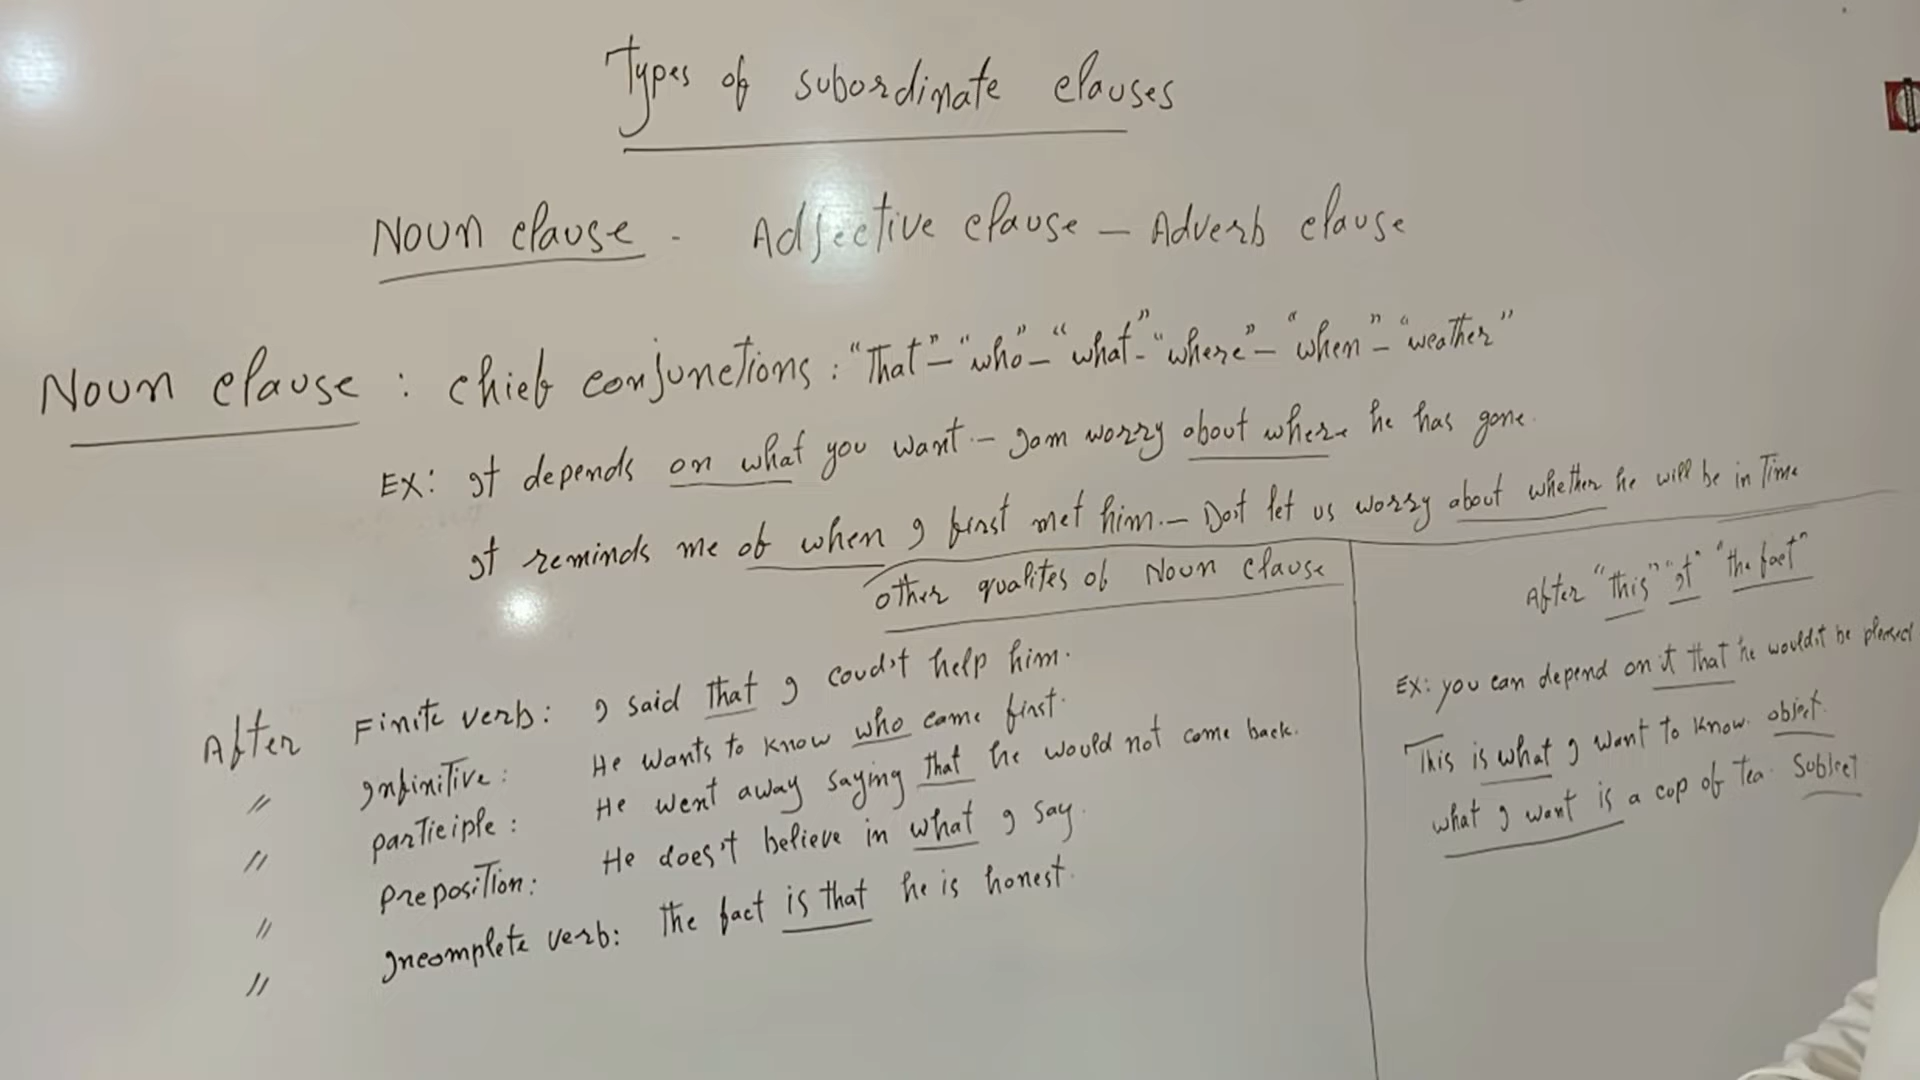 Types of subordinate clauses
Noun clause - Adjective clause - Adverb clause
Noun clause : chief conjunctions : "That" - "who" - "what" - "where" - "when" - "weather"
EX: It depends on what you want - I am worry about where he has gone.
It reminds me of when I first met him. - Don't let us worry about whether he will be in Time
other qualites of Noun clause
After Finite verb: I said that I coud't help him.
// Infinitive: He wants to know who came first.
// participle: He went away saying that he would not come back.
// preposition: He does't believe in what I say.
// Incomplete verb: The fact is that he is honest.
After "this" "It" "the fact"
EX: you can depend on it that he wouldn't be pleased
This is what I want to know. object.
what I want is a cop of tea. Subject